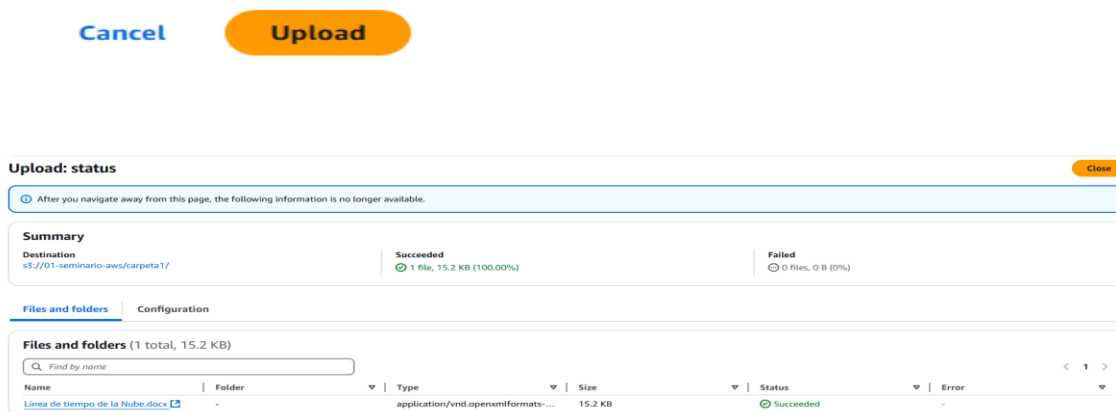 Cancel Upload
Upload: status
Close
After you navigate away from this page, the following information is no longer available.
Summary
Destination Succeeded Failed
s3://01-seminario-aws/carpeta1/ 1 file, 15.2 KB (100.00%) 0 files, 0 B (0%)
Files and folders Configuration
Files and folders (1 total, 15.2 KB)
Find by name
1
Name Folder Type Size Status Error
Línea de tiempo de la Nube.docx - application/vnd.openxmlformats-... 15.2 KB Succeeded -